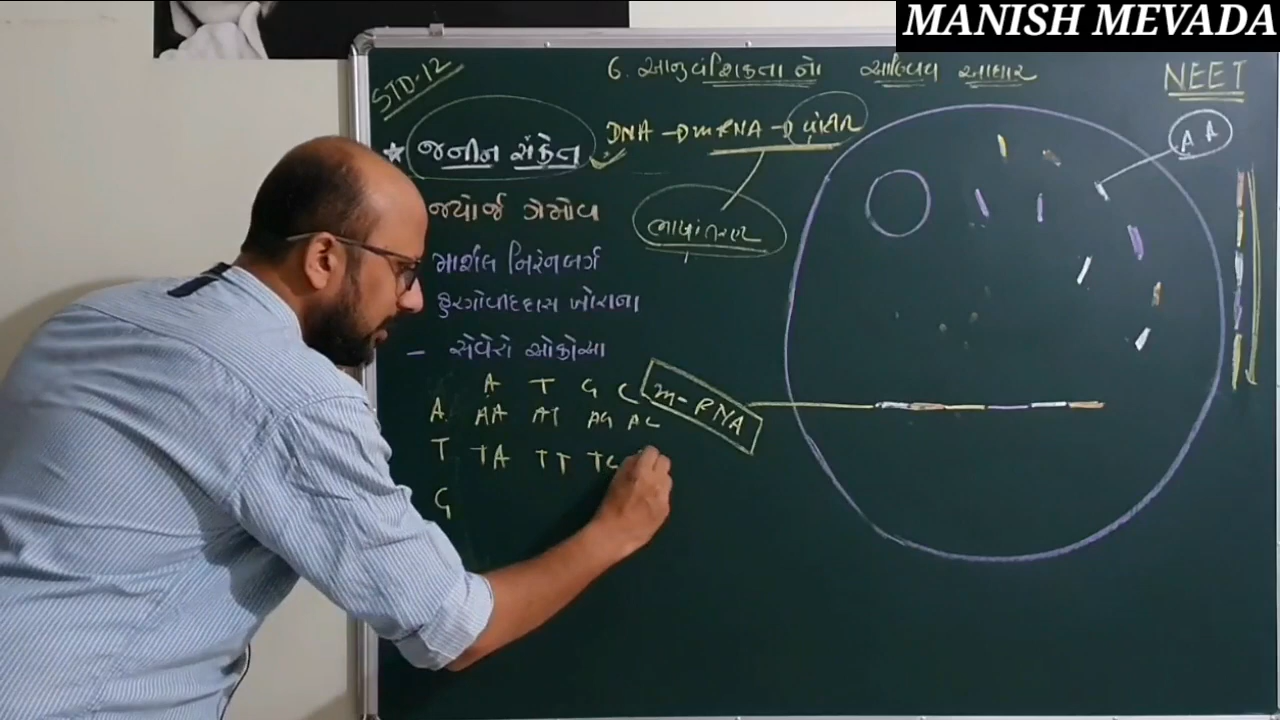 MANISH MEVADA
STD-12
6. આનુવંશિકતા નો આણ્વિય આધાર
NEET
જનીન સંકેત
DNA → mRNA →
ભાષાંતરણ
A A
જ્યોર્જ ગેમોવ
માર્શલ નિરેનબર્ગ
હરગોવિંદદાસ ખોરાના
- સેવેરો ઓકોઆ
A T G C
A AA AT AG AC
T TA TT TG
G
m-RNA